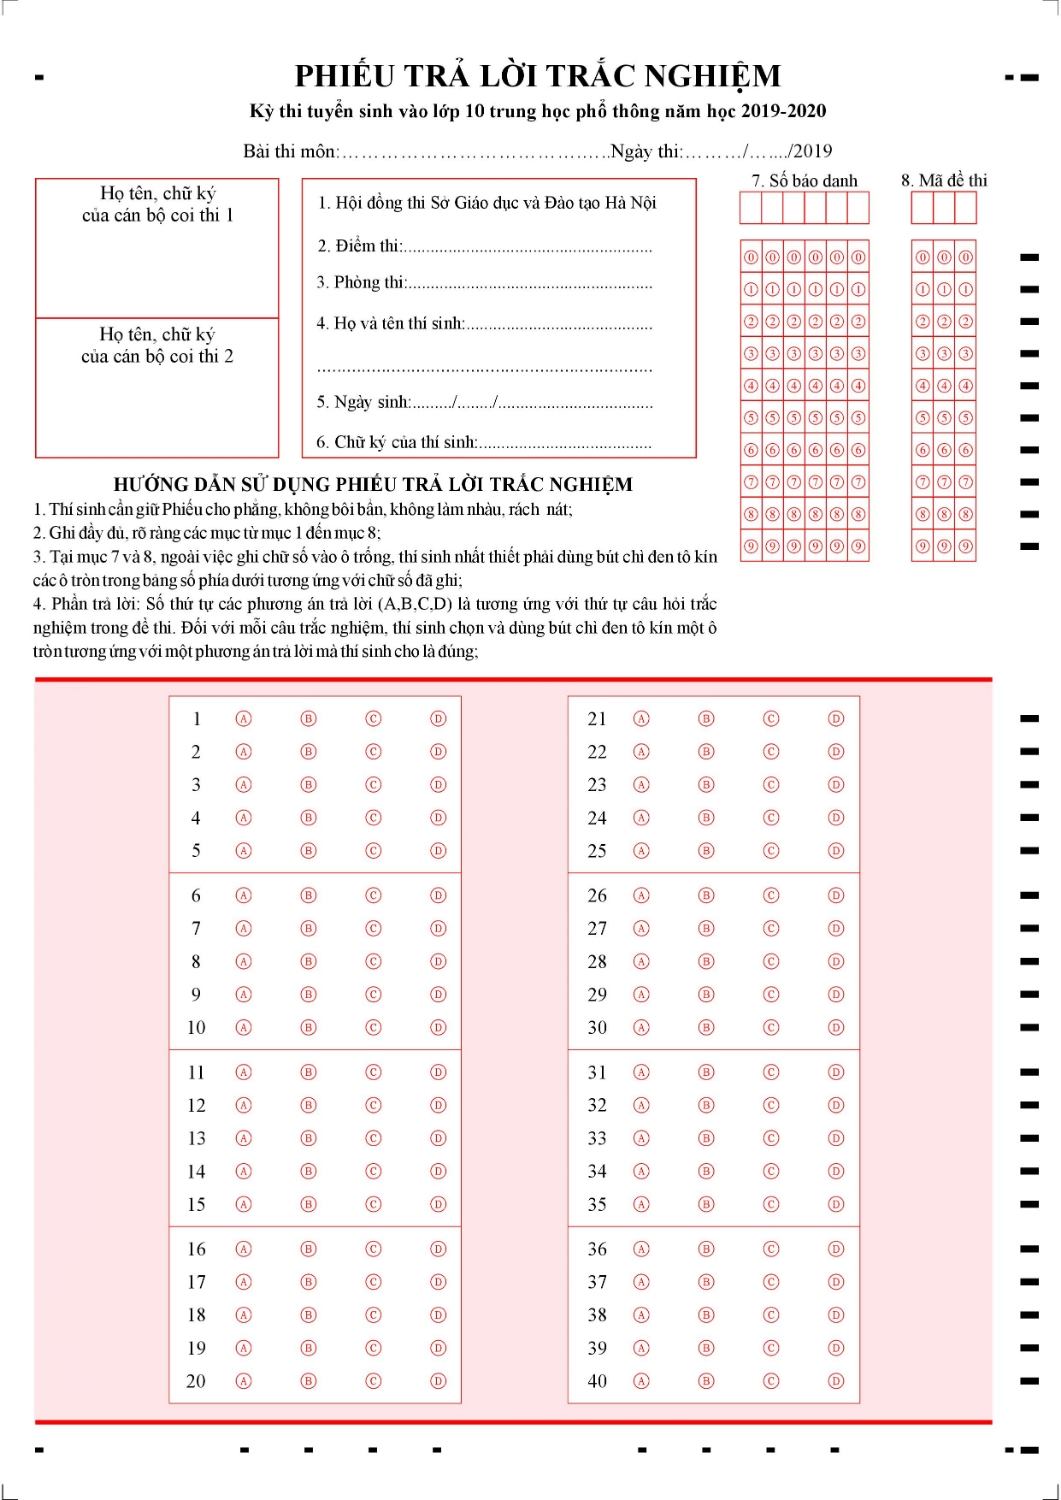 PHIẾU TRẢ LỜI TRẮC NGHIỆM
Kỳ thi tuyển sinh vào lớp 10 trung học phổ thông năm học 2019-2020
Bài thi môn:…………………………………….Ngày thi:………/…..../2019
Họ tên, chữ ký
của cán bộ coi thi 1
Họ tên, chữ ký
của cán bộ coi thi 2
1. Hội đồng thi Sở Giáo dục và Đào tạo Hà Nội
2. Điểm thi:..................................................
3. Phòng thi:.................................................
4. Họ và tên thí sinh:.....................................
...................................................................
5. Ngày sinh:......../......./...............................
6. Chữ ký của thí sinh:...................................
7. Số báo danh
0 0 0 0 0 0
1 1 1 1 1 1
2 2 2 2 2 2
3 3 3 3 3 3
4 4 4 4 4 4
5 5 5 5 5 5
6 6 6 6 6 6
7 7 7 7 7 7
8 8 8 8 8 8
9 9 9 9 9 9
8. Mã đề thi
0 0 0
1 1 1
2 2 2
3 3 3
4 4 4
5 5 5
6 6 6
7 7 7
8 8 8
9 9 9
HƯỚNG DẪN SỬ DỤNG PHIẾU TRẢ LỜI TRẮC NGHIỆM
1. Thí sinh cần giữ Phiếu cho phẳng, không bôi bẩn, không làm nhàu, rách nát;
2. Ghi đầy đủ, rõ ràng các mục từ mục 1 đến mục 8;
3. Tại mục 7 và 8, ngoài việc ghi chữ số vào ô trống, thí sinh nhất thiết phải dùng bút chì đen tô kín
các ô tròn trong bảng số phía dưới tương ứng với chữ số đã ghi;
4. Phần trả lời: Số thứ tự các phương án trả lời (A,B,C,D) là tương ứng với thứ tự câu hỏi trắc
nghiệm trong đề thi. Đối với mỗi câu trắc nghiệm, thí sinh chọn và dùng bút chì đen tô kín một ô
tròn tương ứng với một phương án trả lời mà thí sinh cho là đúng;
1 A B C D
2 A B C D
3 A B C D
4 A B C D
5 A B C D
6 A B C D
7 A B C D
8 A B C D
9 A B C D
10 A B C D
11 A B C D
12 A B C D
13 A B C D
14 A B C D
15 A B C D
16 A B C D
17 A B C D
18 A B C D
19 A B C D
20 A B C D
21 A B C D
22 A B C D
23 A B C D
24 A B C D
25 A B C D
26 A B C D
27 A B C D
28 A B C D
29 A B C D
30 A B C D
31 A B C D
32 A B C D
33 A B C D
34 A B C D
35 A B C D
36 A B C D
37 A B C D
38 A B C D
39 A B C D
40 A B C D